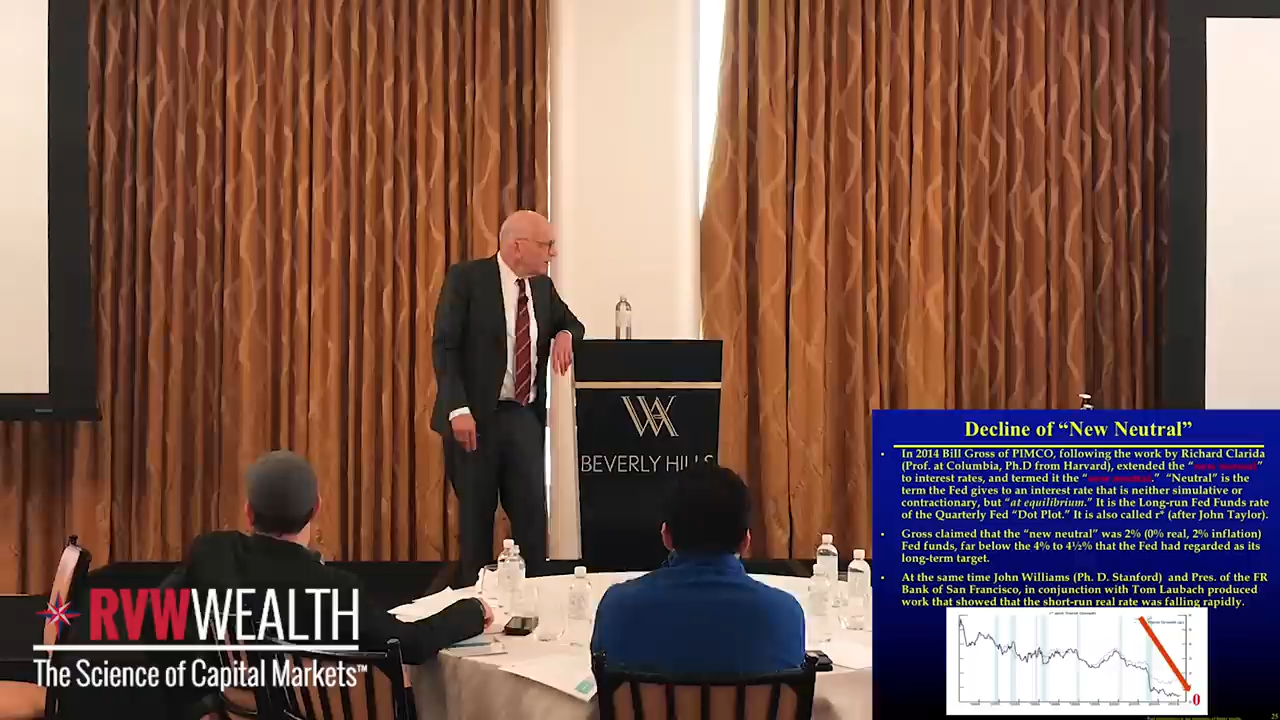 WA
BEVERLY HILLS
RVWWEALTH
The Science of Capital Markets™
Decline of “New Neutral”
• In 2014 Bill Gross of PIMCO, following the work by Richard Clarida
(Prof. at Columbia, Ph.D from Harvard), extended the “
to interest rates, and termed it the “ .” “Neutral” is the
term the Fed gives to an interest rate that is neither simulative or
contractionary, but “at equilibrium.” It is the Long-run Fed Funds rate
of the Quarterly Fed “Dot Plot.” It is also called r* (after John Taylor).
• Gross claimed that the “new neutral” was 2% (0% real, 2% inflation)
Fed funds, far below the 4% to 4½% that the Fed had regarded as its
long-term target.
• At the same time John Williams (Ph. D. Stanford) and Pres. of the FR
Bank of San Francisco, in conjunction with Tom Laubach produced
work that showed that the short-run real rate was falling rapidly.
0